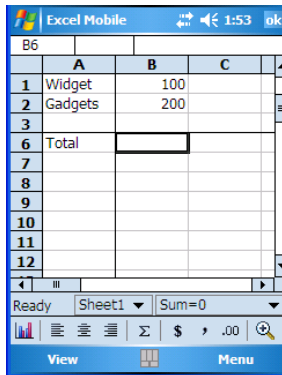 Excel Mobile 1:53 ok
B6
A B C
1 Widget 100
2 Gadgets 200
3
6 Total
7
8
9
10
11
12
Ready Sheet1 Sum=0
Σ $ , .00
View Menu